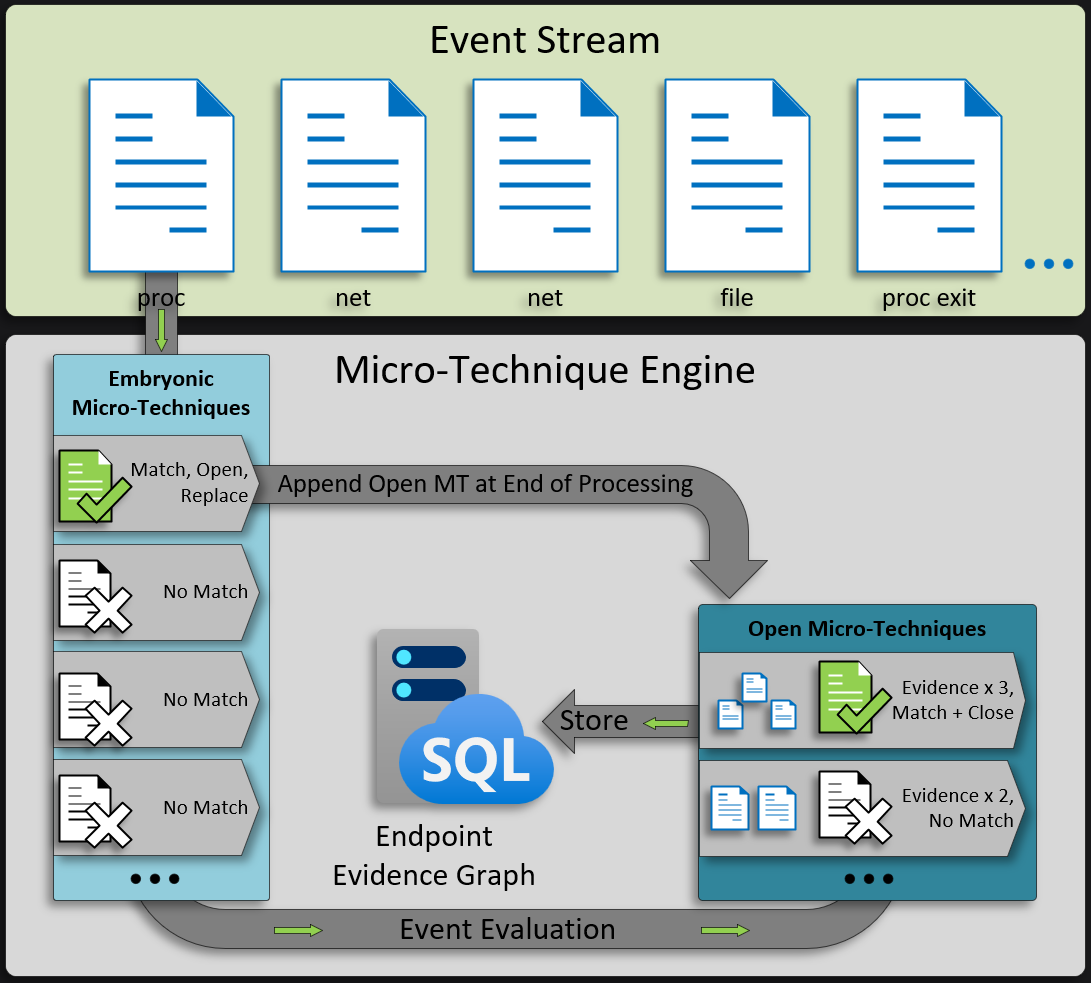 Event Stream
proc
net
net
file
proc exit
Micro-Technique Engine
Embryonic
Micro-Techniques
Match, Open,
Replace
Append Open MT at End of Processing
No Match
No Match
No Match
Open Micro-Techniques
Evidence x 3,
Match + Close
Evidence x 2,
No Match
Store
SQL
Endpoint
Evidence Graph
Event Evaluation